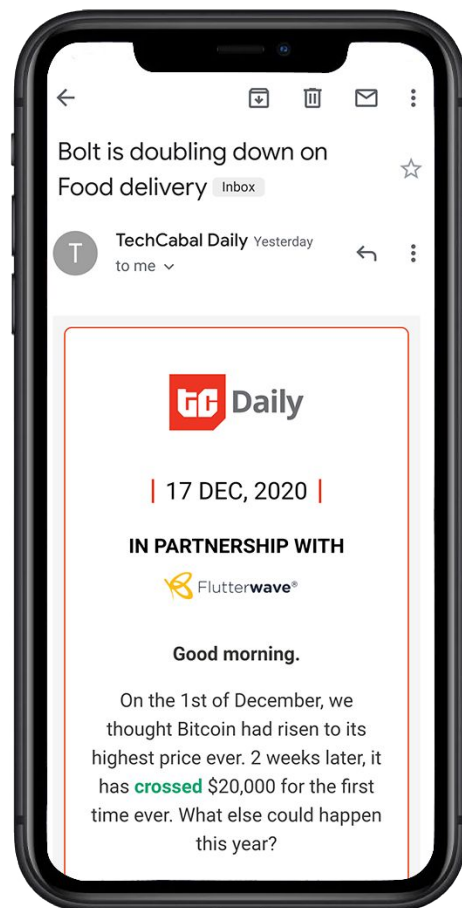 Bolt is doubling down on
Food delivery Inbox
T
TechCabal Daily Yesterday
to me
tc Daily
| 17 DEC, 2020 |
IN PARTNERSHIP WITH
Flutterwave®
Good morning.
On the 1st of December, we
thought Bitcoin had risen to its
highest price ever. 2 weeks later, it
has crossed $20,000 for the first
time ever. What else could happen
this year?